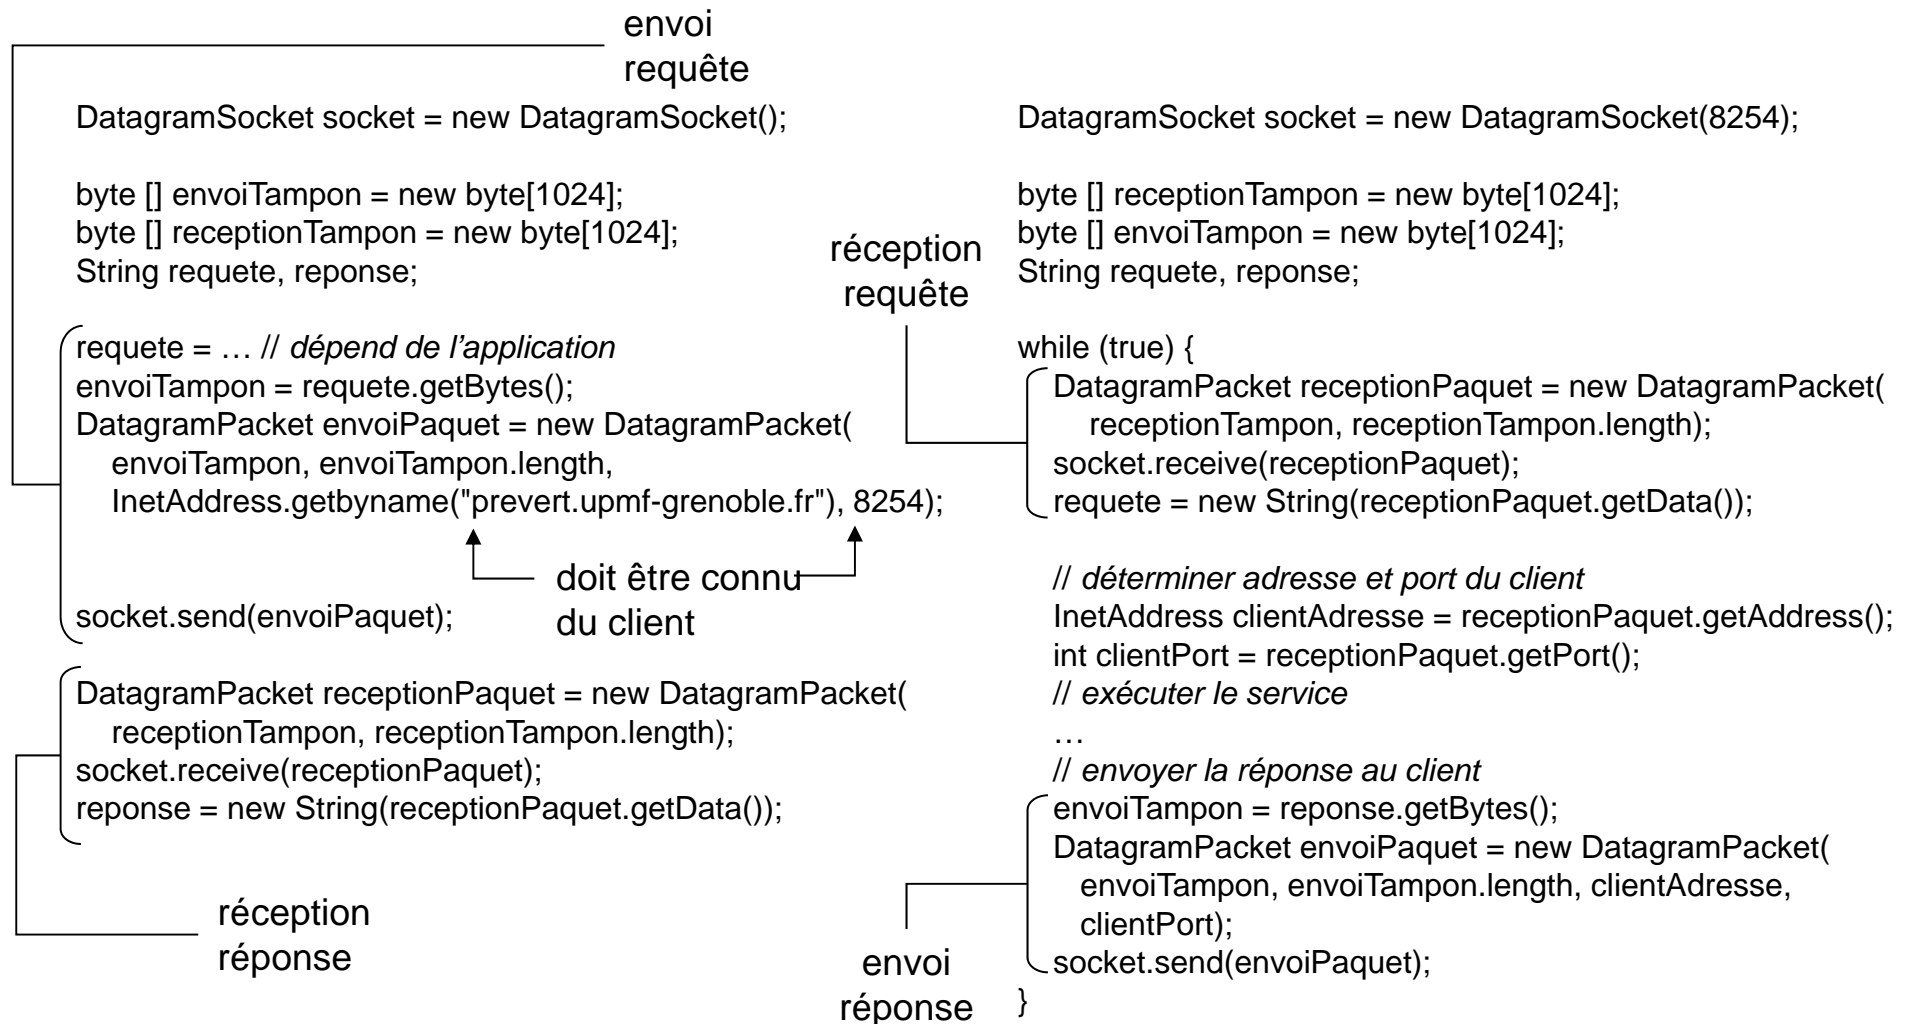 envoi
requête
DatagramSocket socket = new DatagramSocket();
byte [] envoiTampon = new byte[1024];
byte [] receptionTampon = new byte[1024];
String requete, reponse;
requete = … // dépend de l’application
envoiTampon = requete.getBytes();
DatagramPacket envoiPaquet = new DatagramPacket(
envoiTampon, envoiTampon.length,
InetAddress.getbyname("prevert.upmf-grenoble.fr"), 8254);
doit être connu
du client
socket.send(envoiPaquet);
DatagramPacket receptionPaquet = new DatagramPacket(
receptionTampon, receptionTampon.length);
socket.receive(receptionPaquet);
reponse = new String(receptionPaquet.getData());
réception
réponse
DatagramSocket socket = new DatagramSocket(8254);
byte [] receptionTampon = new byte[1024];
byte [] envoiTampon = new byte[1024];
String requete, reponse;
réception
requête
while (true) {
DatagramPacket receptionPaquet = new DatagramPacket(
receptionTampon, receptionTampon.length);
socket.receive(receptionPaquet);
requete = new String(receptionPaquet.getData());
// déterminer adresse et port du client
InetAddress clientAdresse = receptionPaquet.getAddress();
int clientPort = receptionPaquet.getPort();
// exécuter le service
…
// envoyer la réponse au client
envoiTampon = reponse.getBytes();
DatagramPacket envoiPaquet = new DatagramPacket(
envoiTampon, envoiTampon.length, clientAdresse,
clientPort);
socket.send(envoiPaquet);
}
envoi
réponse